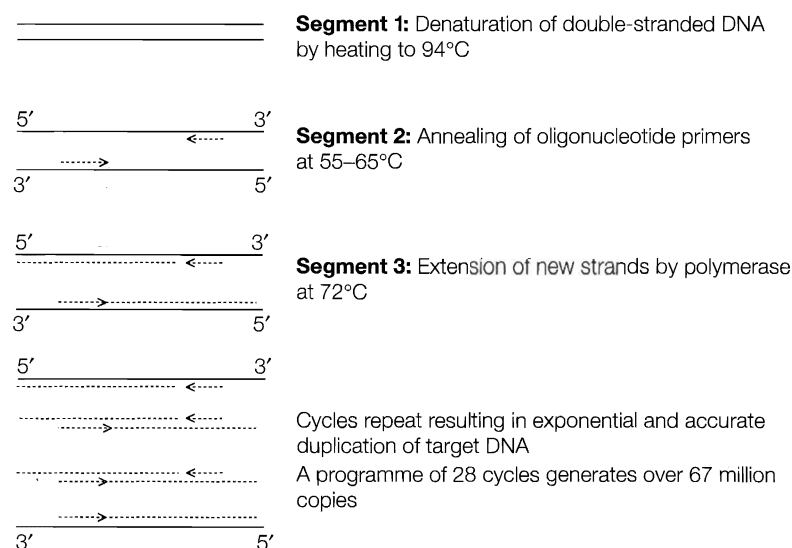 Segment 1: Denaturation of double-stranded DNA
by heating to 94°C
5′ 3′
Segment 2: Annealing of oligonucleotide primers
at 55–65°C
3′ 5′
5′ 3′
Segment 3: Extension of new strands by polymerase
at 72°C
3′ 5′
5′ 3′
Cycles repeat resulting in exponential and accurate
duplication of target DNA
A programme of 28 cycles generates over 67 million
copies
3′ 5′